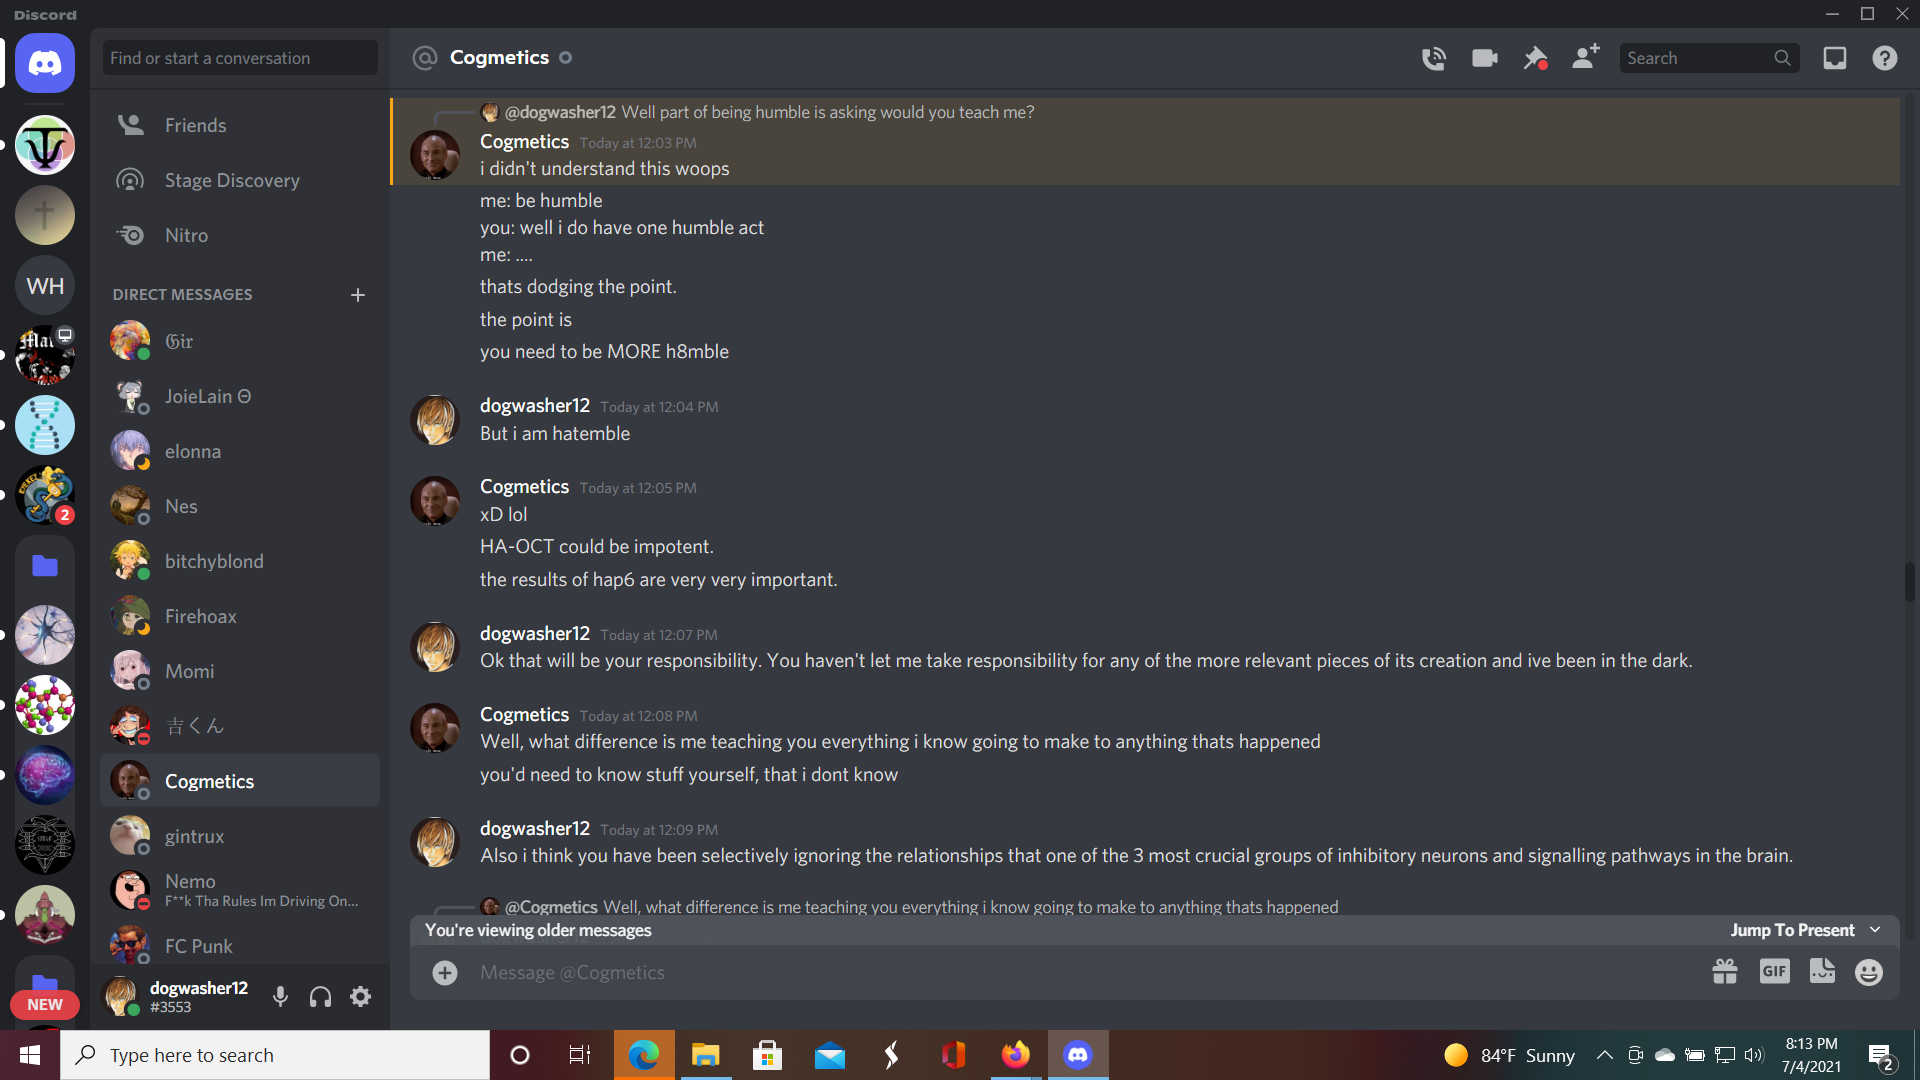 Discord
Find or start a conversation
Cogmetics
Search
Friends
Stage Discovery
Nitro
DIRECT MESSAGES
𝔊𝔦𝔯
JoieLain Θ
elonna
Nes
bitchyblond
Firehoax
Momi
吉くん
Cogmetics
gintrux
Nemo
F**k Tha Rules Im Driving On...
FC Punk
dogwasher12
#3553
WH
Ma
2
NEW
@dogwasher12 Well part of being humble is asking would you teach me?
Cogmetics Today at 12:03 PM
i didn't understand this woops
me: be humble
you: well i do have one humble act
me: ....
thats dodging the point.
the point is
you need to be MORE h8mble
dogwasher12 Today at 12:04 PM
But i am hatemble
Cogmetics Today at 12:05 PM
xD lol
HA-OCT could be impotent.
the results of hap6 are very very important.
dogwasher12 Today at 12:07 PM
Ok that will be your responsibility. You haven't let me take responsibility for any of the more relevant pieces of its creation and ive been in the dark.
Cogmetics Today at 12:08 PM
Well, what difference is me teaching you everything i know going to make to anything thats happened
you'd need to know stuff yourself, that i dont know
dogwasher12 Today at 12:09 PM
Also i think you have been selectively ignoring the relationships that one of the 3 most crucial groups of inhibitory neurons and signalling pathways in the brain.
@Cogmetics Well, what difference is me teaching you everything i know going to make to anything thats happened
You're viewing older messages
Jump To Present
Message @Cogmetics
GIF
Type here to search
84°F Sunny
8:13 PM
7/4/2021
2